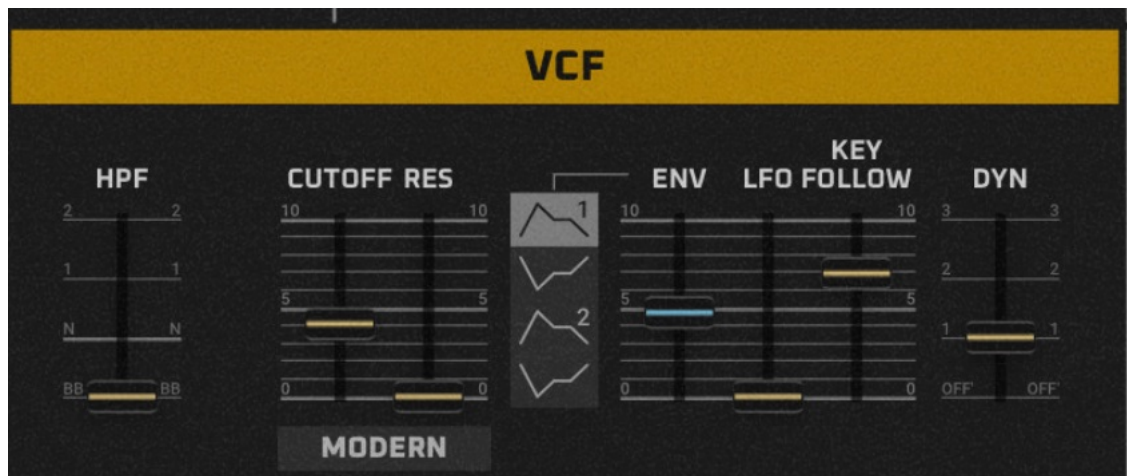 VCF
KEY
HPF CUTOFF RES ENV LFO FOLLOW DYN
2 2 10 10 1 10 10 3 3
1 1 2 2
5 5 5 5
N N 2 1 1
BB BB 0 0 0 0 OFF' OFF'
MODERN